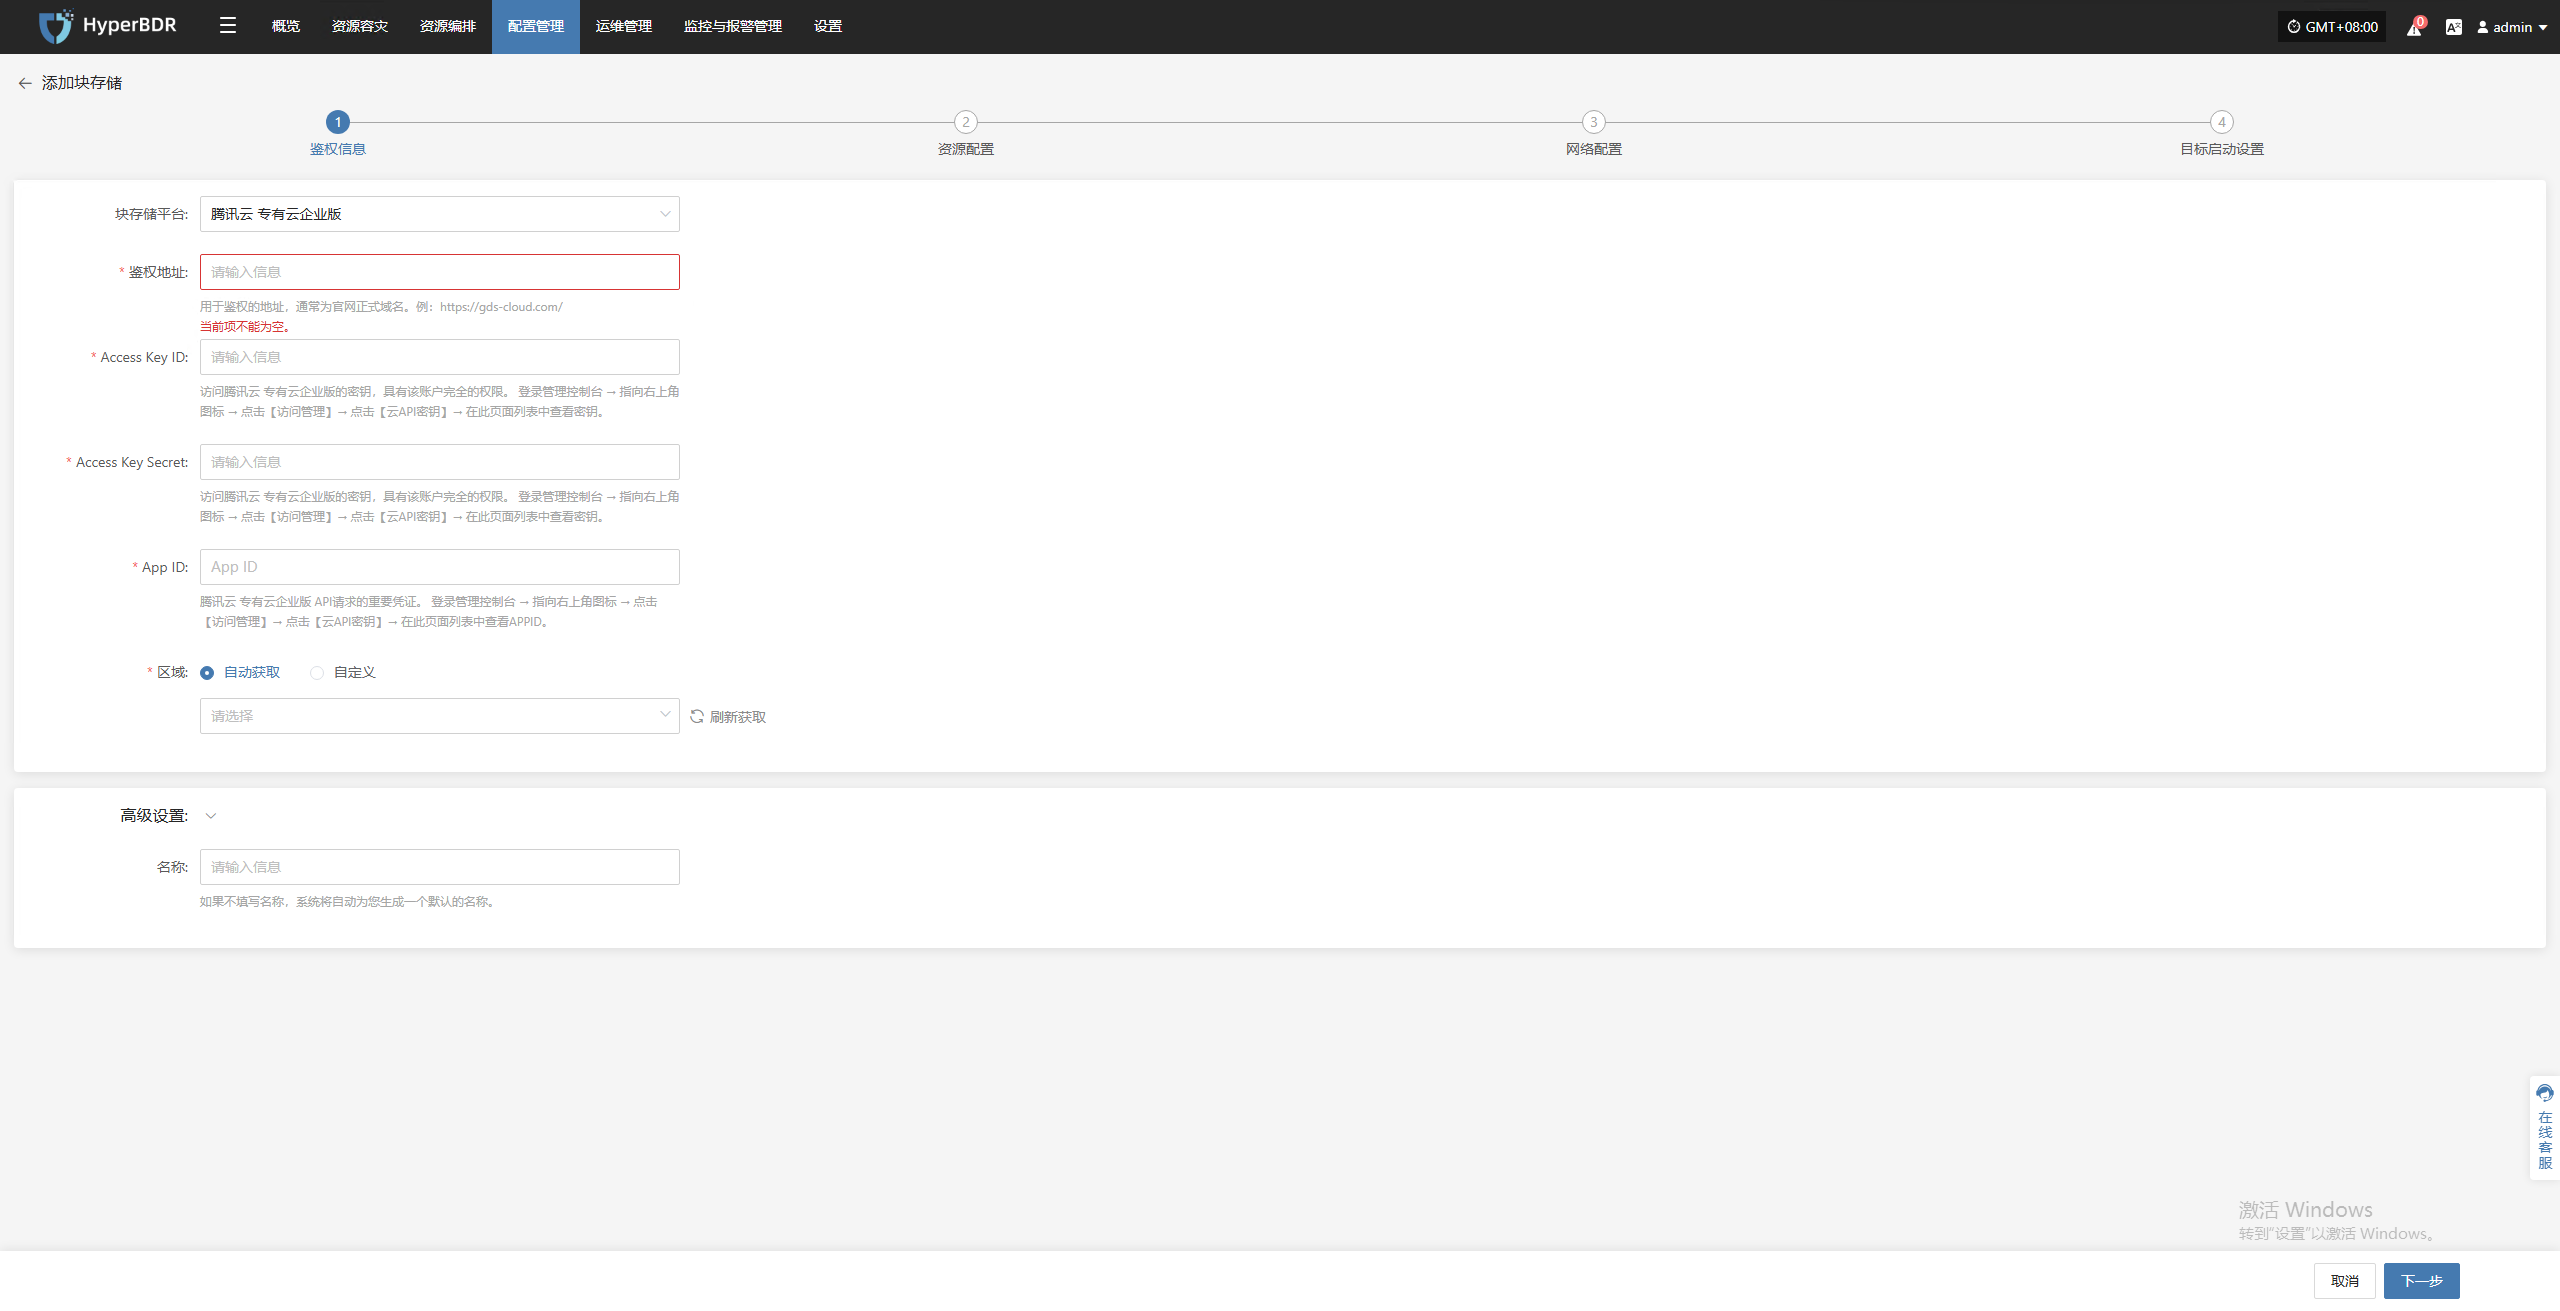 HyperBDR 概览 资源容灾 资源编排 配置管理 运维管理 监控与报警管理 设置 GMT+08:00 0 admin
添加块存储
1 2 3 4
鉴权信息 资源配置 网络配置 目标启动设置
块存储平台: 腾讯云 专有云企业版
* 鉴权地址: 请输入信息
用于鉴权的地址，通常为官网正式域名。例：https://gds-cloud.com/
当前项不能为空。
* Access Key ID: 请输入信息
访问腾讯云 专有云企业版的密钥，具有该账户完全的权限。 登录管理控制台 → 指向右上角
图标 → 点击【访问管理】→ 点击【云API密钥】→ 在此页面列表中查看密钥。
* Access Key Secret: 请输入信息
访问腾讯云 专有云企业版的密钥，具有该账户完全的权限。 登录管理控制台 → 指向右上角
图标 → 点击【访问管理】→ 点击【云API密钥】→ 在此页面列表中查看密钥。
* App ID: App ID
腾讯云 专有云企业版 API请求的重要凭证。 登录管理控制台 → 指向右上角图标 → 点击
【访问管理】→ 点击【云API密钥】→ 在此页面列表中查看APPID。
* 区域: 自动获取 自定义
请选择 刷新获取
高级设置:
名称: 请输入信息
如果不填写名称，系统将自动为您生成一个默认的名称。
在线客服
激活 Windows
转到“设置”以激活 Windows。
取消 下一步